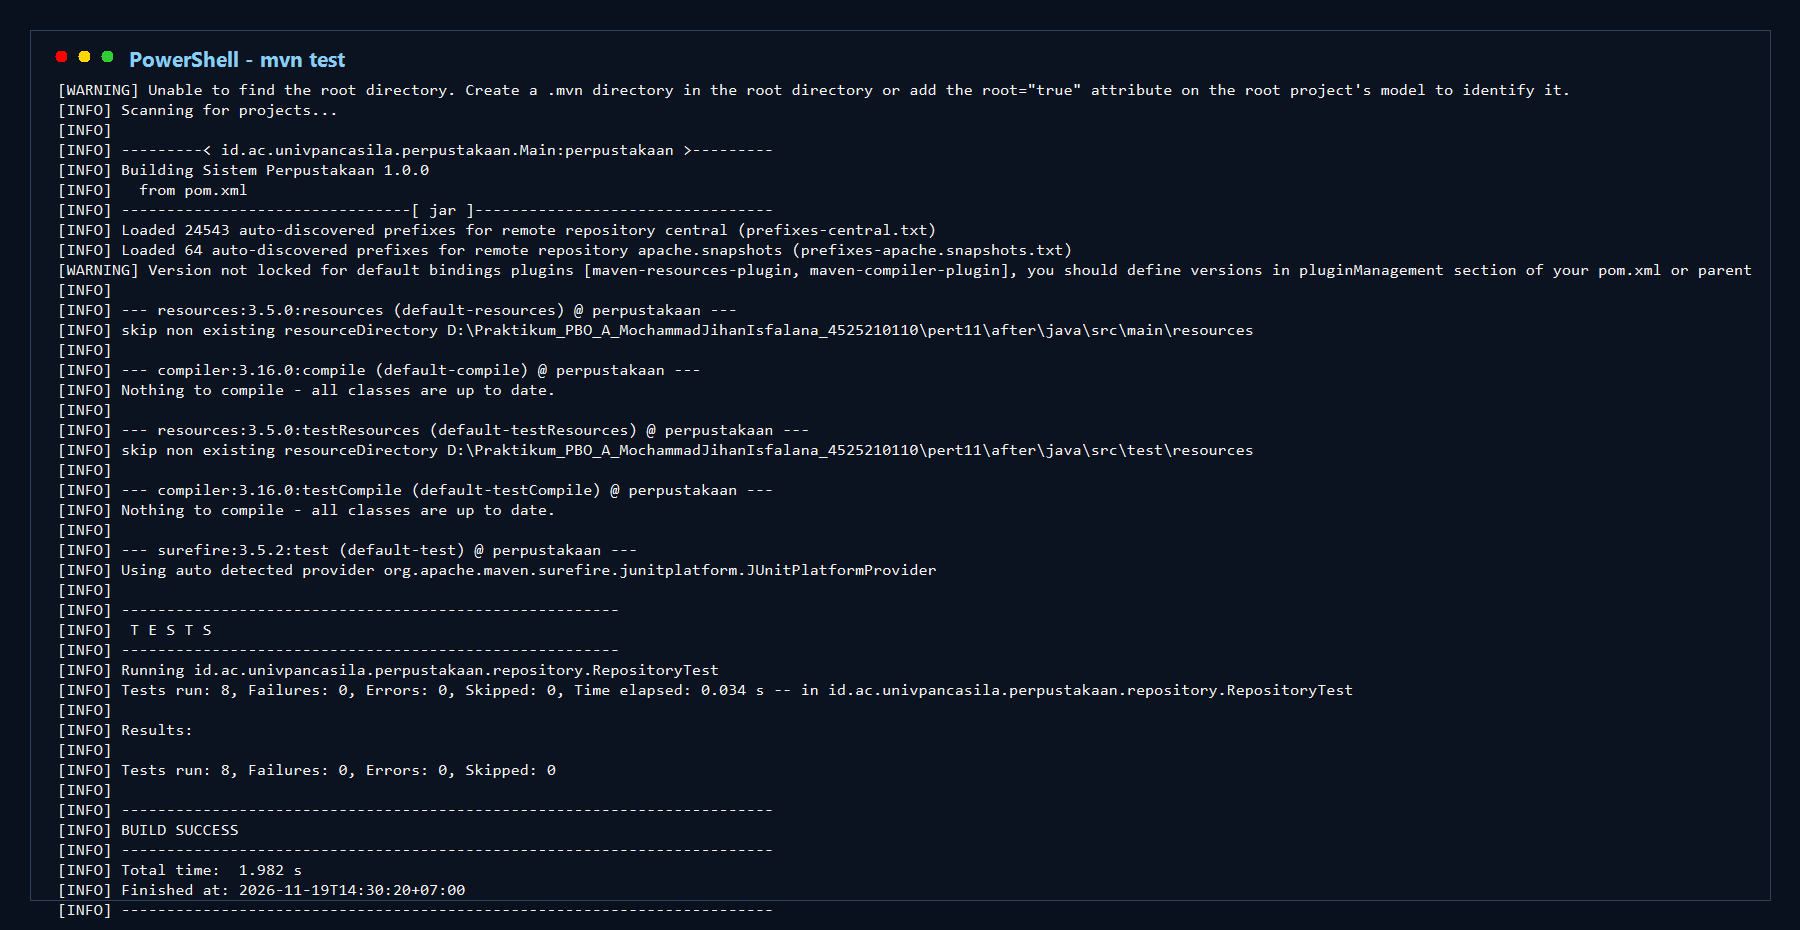 PowerShell - mvn test
[WARNING] Unable to find the root directory. Create a .mvn directory in the root directory or add the root="true" attribute on the root project's model to identify it.
[INFO] Scanning for projects...
[INFO]
[INFO] ---------< id.ac.univpancasila.perpustakaan.Main:perpustakaan >---------
[INFO] Building Sistem Perpustakaan 1.0.0
[INFO]   from pom.xml
[INFO] --------------------------------[ jar ]---------------------------------
[INFO] Loaded 24543 auto-discovered prefixes for remote repository central (prefixes-central.txt)
[INFO] Loaded 64 auto-discovered prefixes for remote repository apache.snapshots (prefixes-apache.snapshots.txt)
[WARNING] Version not locked for default bindings plugins [maven-resources-plugin, maven-compiler-plugin], you should define versions in pluginManagement section of your pom.xml or parent
[INFO]
[INFO] --- resources:3.5.0:resources (default-resources) @ perpustakaan ---
[INFO] skip non existing resourceDirectory D:\Praktikum_PBO_A_MochammadJihanIsfalana_4525210110\pert11\after\java\src\main\resources
[INFO]
[INFO] --- compiler:3.16.0:compile (default-compile) @ perpustakaan ---
[INFO] Nothing to compile - all classes are up to date.
[INFO]
[INFO] --- resources:3.5.0:testResources (default-testResources) @ perpustakaan ---
[INFO] skip non existing resourceDirectory D:\Praktikum_PBO_A_MochammadJihanIsfalana_4525210110\pert11\after\java\src\test\resources
[INFO]
[INFO] --- compiler:3.16.0:testCompile (default-testCompile) @ perpustakaan ---
[INFO] Nothing to compile - all classes are up to date.
[INFO]
[INFO] --- surefire:3.5.2:test (default-test) @ perpustakaan ---
[INFO] Using auto detected provider org.apache.maven.surefire.junitplatform.JUnitPlatformProvider
[INFO]
[INFO] -------------------------------------------------------
[INFO]  T E S T S
[INFO] -------------------------------------------------------
[INFO] Running id.ac.univpancasila.perpustakaan.repository.RepositoryTest
[INFO] Tests run: 8, Failures: 0, Errors: 0, Skipped: 0, Time elapsed: 0.034 s -- in id.ac.univpancasila.perpustakaan.repository.RepositoryTest
[INFO]
[INFO] Results:
[INFO]
[INFO] Tests run: 8, Failures: 0, Errors: 0, Skipped: 0
[INFO]
[INFO] ------------------------------------------------------------------------
[INFO] BUILD SUCCESS
[INFO] ------------------------------------------------------------------------
[INFO] Total time:  1.982 s
[INFO] Finished at: 2026-11-19T14:30:20+07:00
[INFO] ------------------------------------------------------------------------